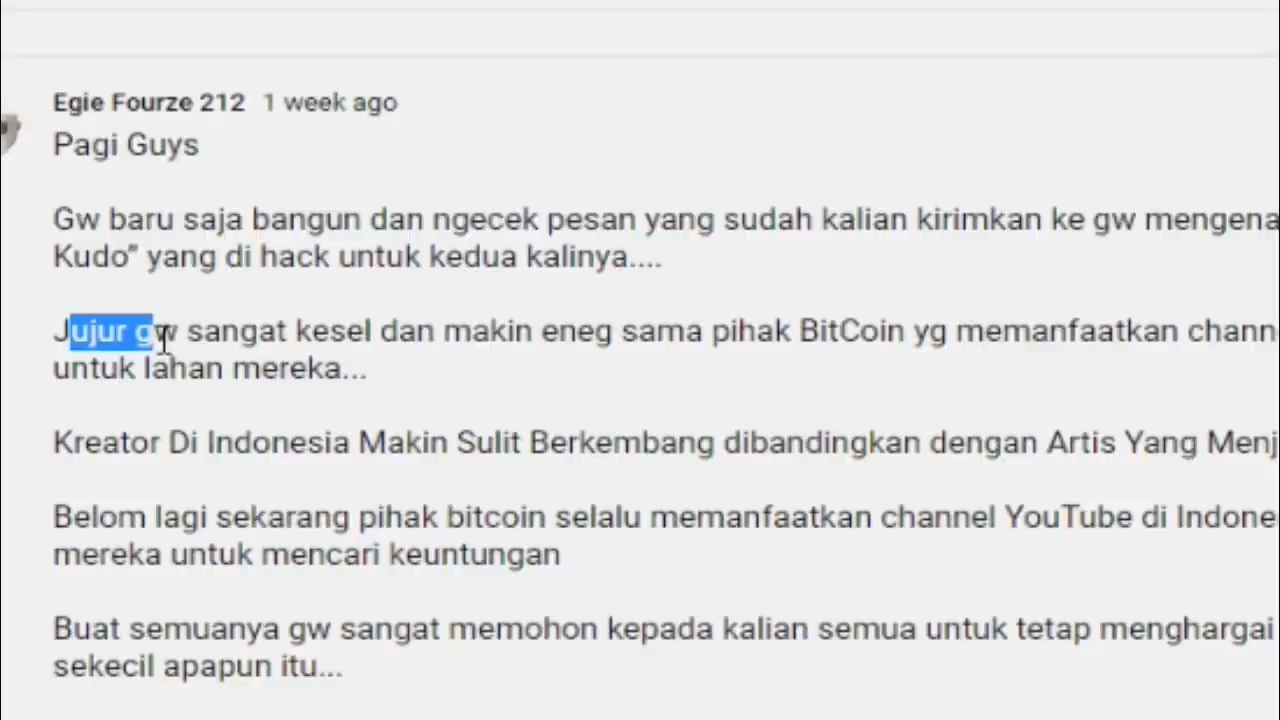 Egie Fourze 212 1 week ago
Pagi Guys
Gw baru saja bangun dan ngecek pesan yang sudah kalian kirimkan ke gw mengena
Kudo” yang di hack untuk kedua kalinya....
Jujur gw sangat kesel dan makin eneg sama pihak BitCoin yg memanfaatkan chann
untuk lahan mereka...
Kreator Di Indonesia Makin Sulit Berkembang dibandingkan dengan Artis Yang Menj
Belom lagi sekarang pihak bitcoin selalu memanfaatkan channel YouTube di Indone
mereka untuk mencari keuntungan
Buat semuanya gw sangat memohon kepada kalian semua untuk tetap menghargai
sekecil apapun itu...